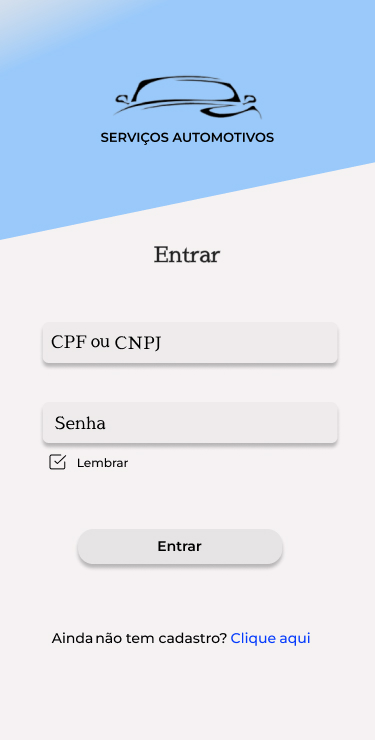 SERVIÇOS AUTOMOTIVOS
Entrar
CPF ou CNPJ
Senha
Lembrar
Entrar
Ainda não tem cadastro? Clique aqui